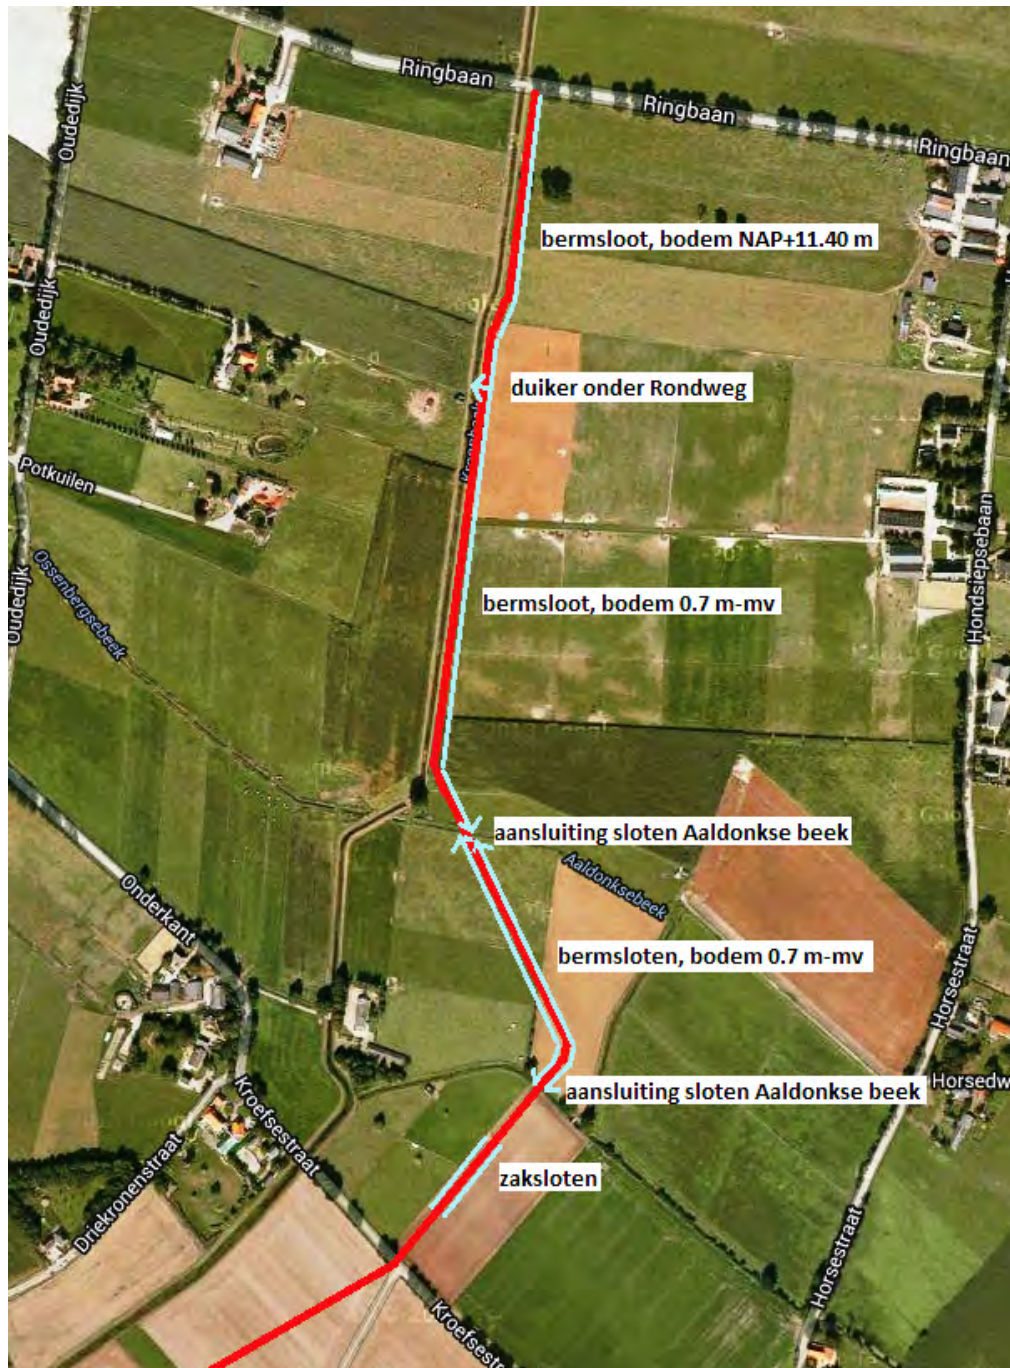 Ringbaan
Ringbaan
Ringbaan
Oudedijk
bermsloot, bodem NAP+11.40 m
Oudedijk
duiker onder Rondweg
Potkuilen
Ossenbergsebeek
Oudedijk
bermsloot, bodem 0.7 m-mv
Hondsiepsebaan
aansluiting sloten Aaldonkse beek
Aaldonksebeek
Onderkant
bermsloten, bodem 0.7 m-mv
Horsestraat
aansluiting sloten Aaldonkse beek
Horsedw
Kroefsestraat
Driekronenstraat
zaksloten
Horsestraat
Kroefsestr